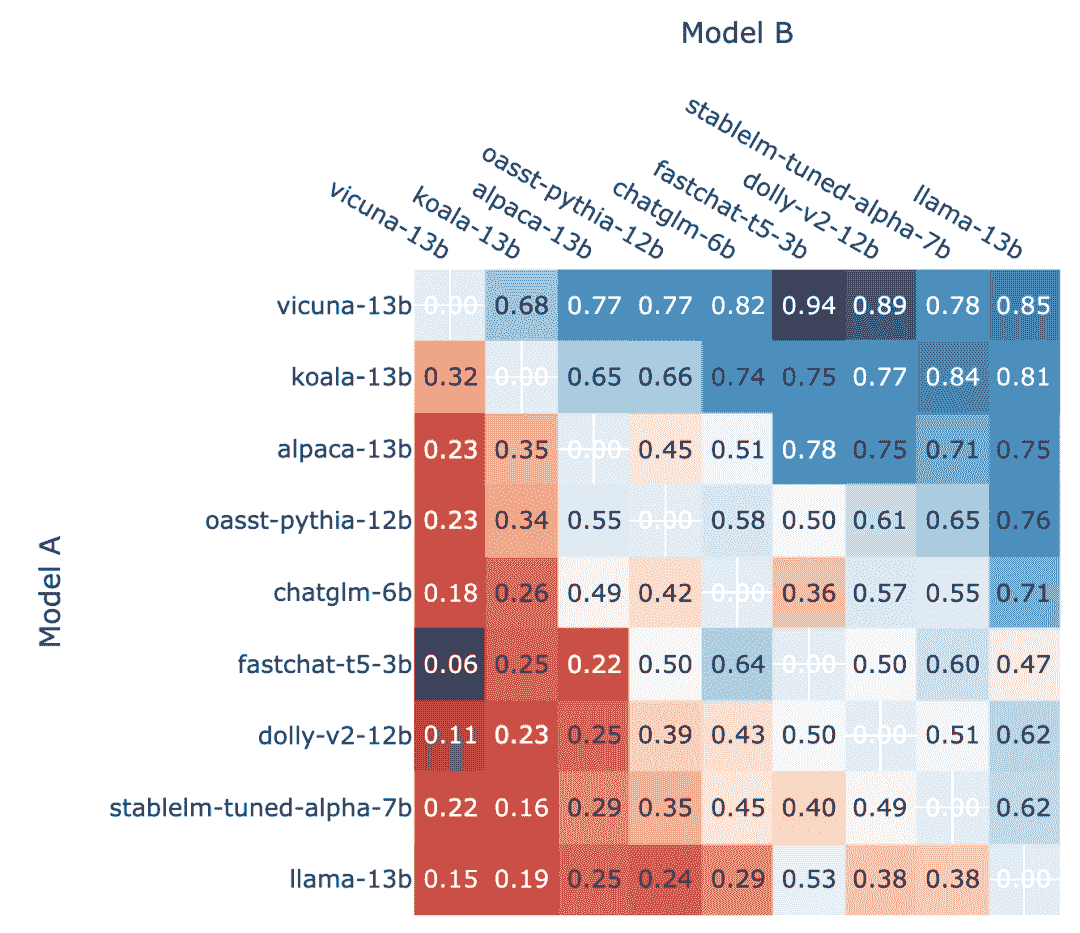 Model B
vicuna-13b
koala-13b
alpaca-13b
oasst-pythia-12b
chatglm-6b
fastchat-t5-3b
dolly-v2-12b
stablelm-tuned-alpha-7b
llama-13b
Model A
vicuna-13b 0.00 0.68 0.77 0.77 0.82 0.94 0.89 0.78 0.85
koala-13b 0.32 0.00 0.65 0.66 0.74 0.75 0.77 0.84 0.81
alpaca-13b 0.23 0.35 0.00 0.45 0.51 0.78 0.75 0.71 0.75
oasst-pythia-12b 0.23 0.34 0.55 0.00 0.58 0.50 0.61 0.65 0.76
chatglm-6b 0.18 0.26 0.49 0.42 0.00 0.36 0.57 0.55 0.71
fastchat-t5-3b 0.06 0.25 0.22 0.50 0.64 0.00 0.50 0.60 0.47
dolly-v2-12b 0.11 0.23 0.25 0.39 0.43 0.50 0.00 0.51 0.62
stablelm-tuned-alpha-7b 0.22 0.16 0.29 0.35 0.45 0.40 0.49 0.00 0.62
llama-13b 0.15 0.19 0.25 0.24 0.29 0.53 0.38 0.38 0.00